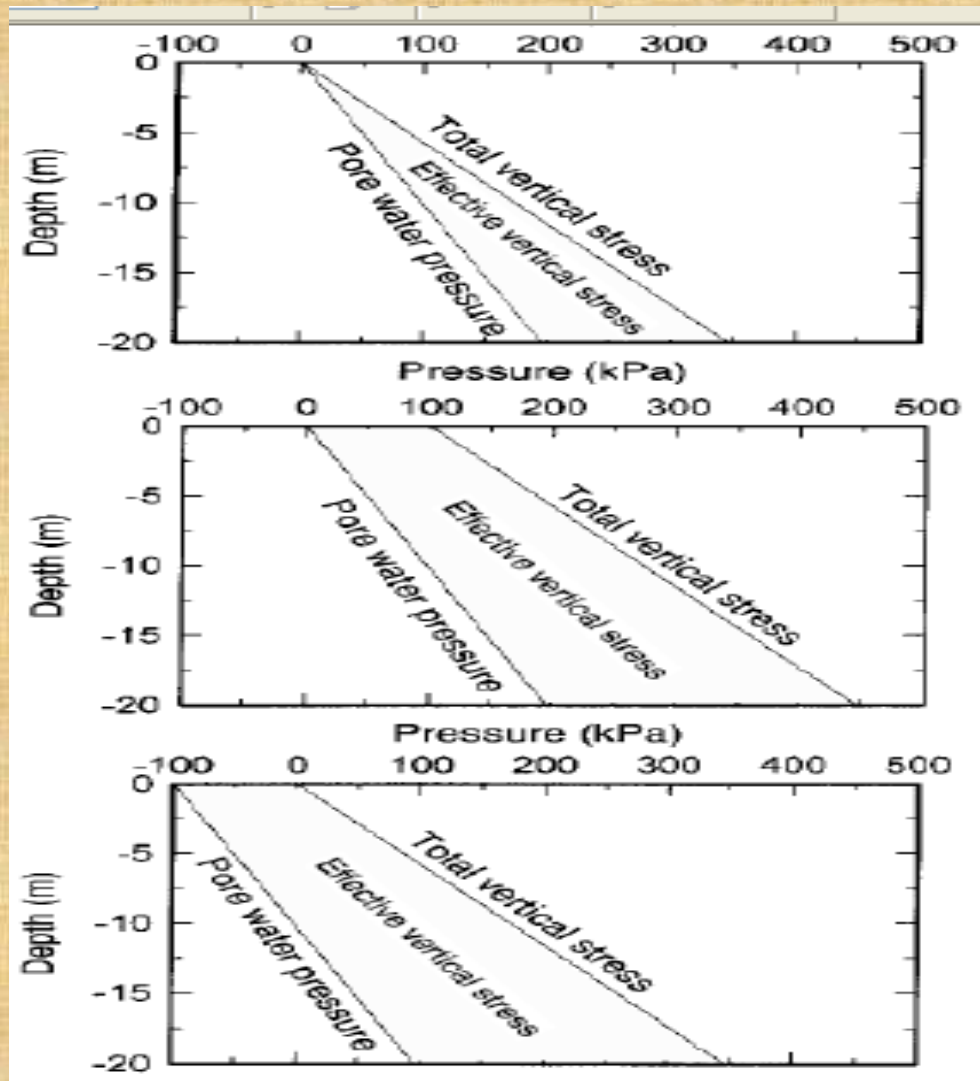 -100 0 100 200 300 400 500
0
-5
-10
-15
-20
Depth (m)
Total vertical stress
Effective vertical stress
Pore water pressure
Pressure (kPa)
-100 0 100 200 300 400 500
0
-5
-10
-15
-20
Depth (m)
Total vertical stress
Effective vertical stress
Pore water pressure
Pressure (kPa)
-100 0 100 200 300 400 500
0
-5
-10
-15
-20
Depth (m)
Total vertical stress
Effective vertical stress
Pore water pressure